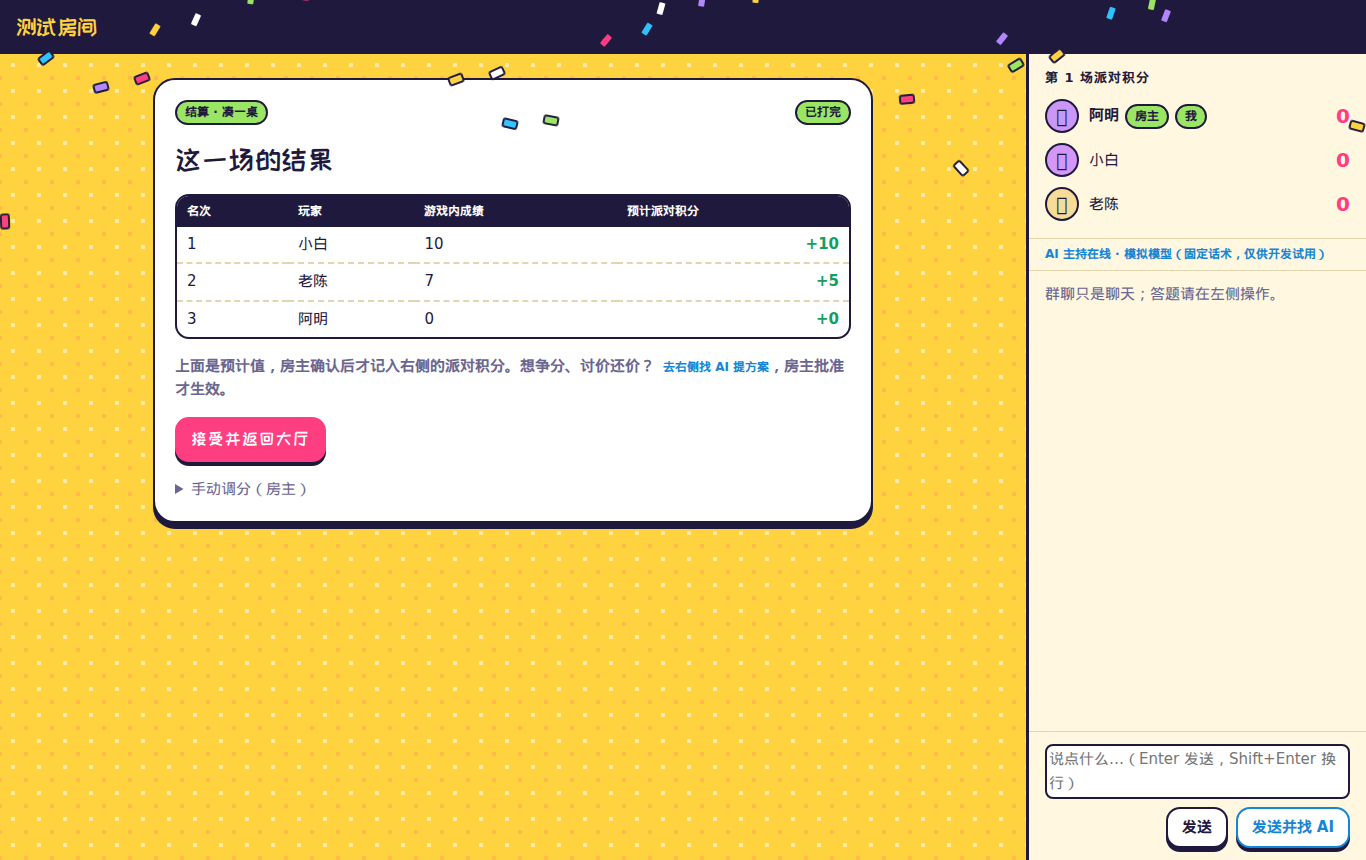 测试房间
结算 · 凑一桌
已打完
这一场的结果
名次 玩家 游戏内成绩 预计派对积分
1 小白 10 +10
2 老陈 7 +5
3 阿明 0 +0
上面是预计值，房主确认后才记入右侧的派对积分。想争分、讨价还价？ 去右侧找 AI 提方案，房主批准
才生效。
接受并返回大厅
▶ 手动调分（房主）
第 1 场派对积分
阿明 房主 我 0
小白 0
老陈 0
AI 主持在线 · 模拟模型（固定话术，仅供开发试用）
群聊只是聊天；答题请在左侧操作。
说点什么…（Enter 发送，Shift+Enter 换
行）
发送 发送并找 AI